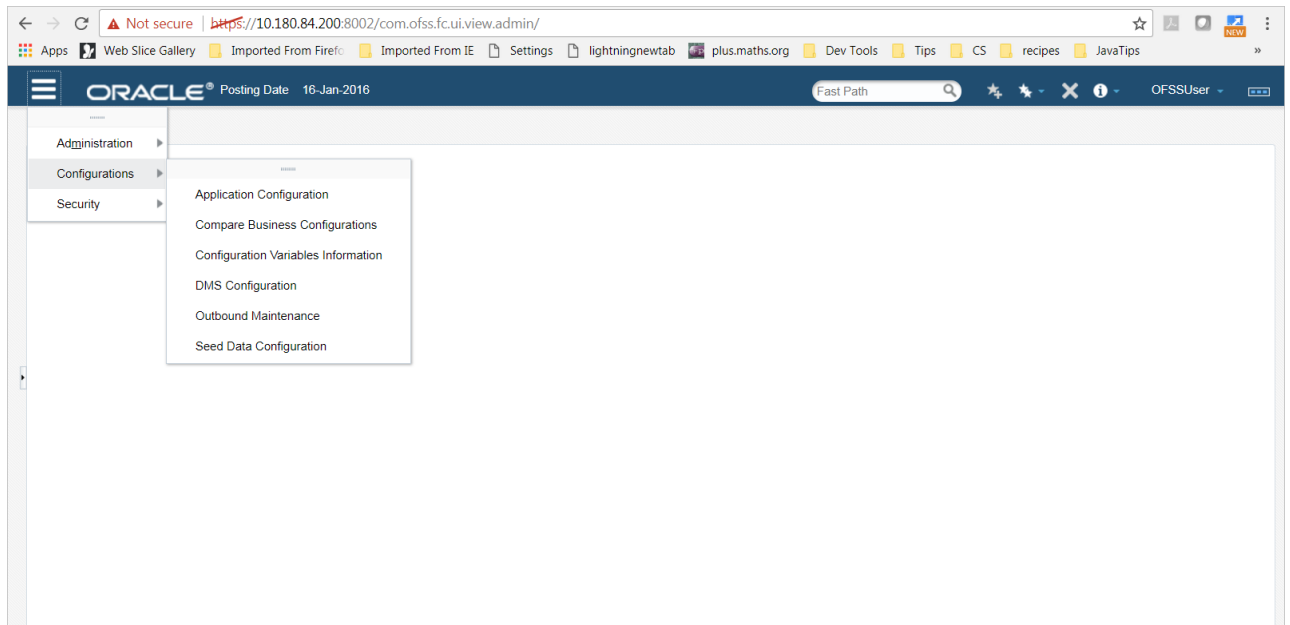 Not secure | https://10.180.84.200:8002/com.ofss.fc.ui.view.admin/
NEW
Apps Web Slice Gallery Imported From Firefo Imported From IE Settings lightningnewtab plus.maths.org Dev Tools Tips CS recipes JavaTips »
ORACLE® Posting Date 16-Jan-2016 Fast Path OFSSUser
Administration
Configurations
Security
Application Configuration
Compare Business Configurations
Configuration Variables Information
DMS Configuration
Outbound Maintenance
Seed Data Configuration